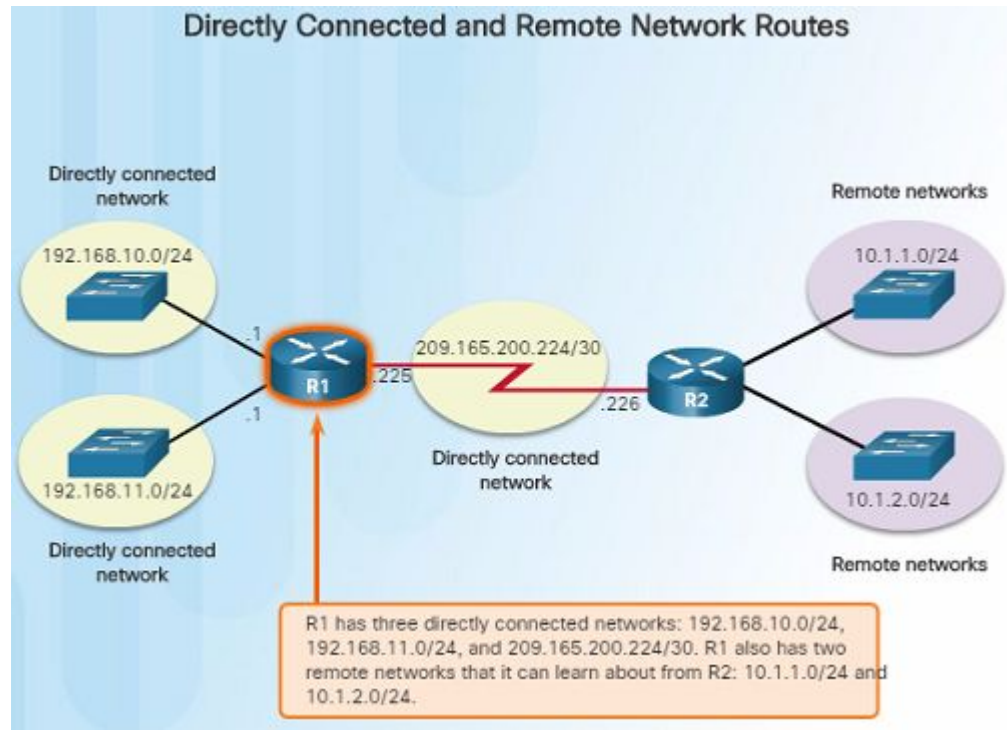 Directly Connected and Remote Network Routes
Directly connected
network
192.168.10.0/24
.1
R1
.225
.1
192.168.11.0/24
Directly connected
network
209.165.200.224/30
.226
R2
Directly connected
network
Remote networks
10.1.1.0/24
10.1.2.0/24
Remote networks
R1 has three directly connected networks: 192.168.10.0/24,
192.168.11.0/24, and 209.165.200.224/30. R1 also has two
remote networks that it can learn about from R2: 10.1.1.0/24 and
10.1.2.0/24.